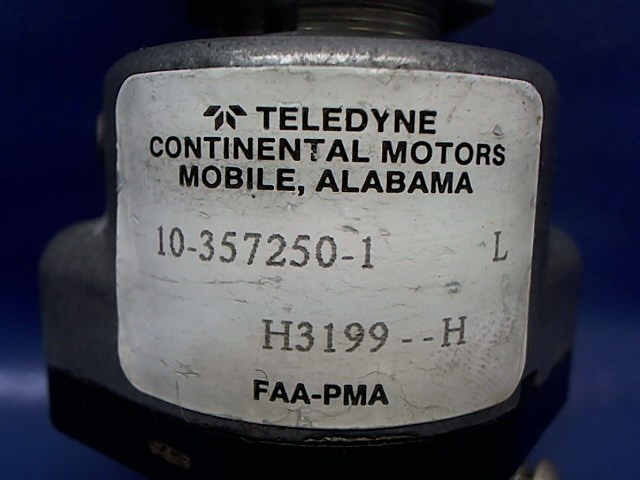 TELEDYNE
CONTINENTAL MOTORS
MOBILE, ALABAMA
10-357250-1 L
H3199--H
FAA-PMA